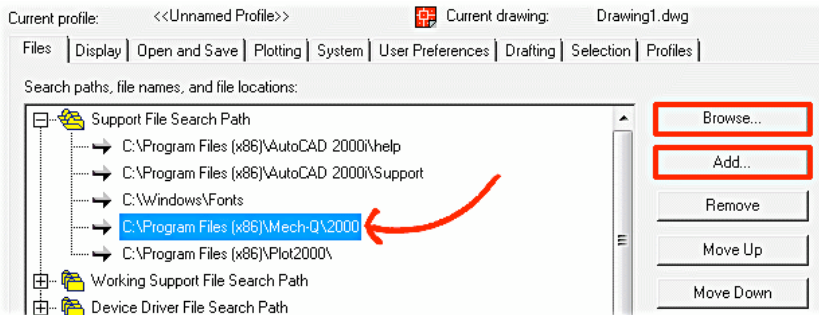 Current profile: <<Unnamed Profile>> Current drawing: Drawing1.dwg
Files Display Open and Save Plotting System User Preferences Drafting Selection Profiles
Search paths, file names, and file locations:
Support File Search Path
C:\Program Files (x86)\AutoCAD 2000i\help
C:\Program Files (x86)\AutoCAD 2000i\Support
C:\Windows\Fonts
C:\Program Files (x86)\Mech-Q\2000
C:\Program Files (x86)\Plot2000\
Working Support File Search Path
Device Driver File Search Path
Browse...
Add...
Remove
Move Up
Move Down